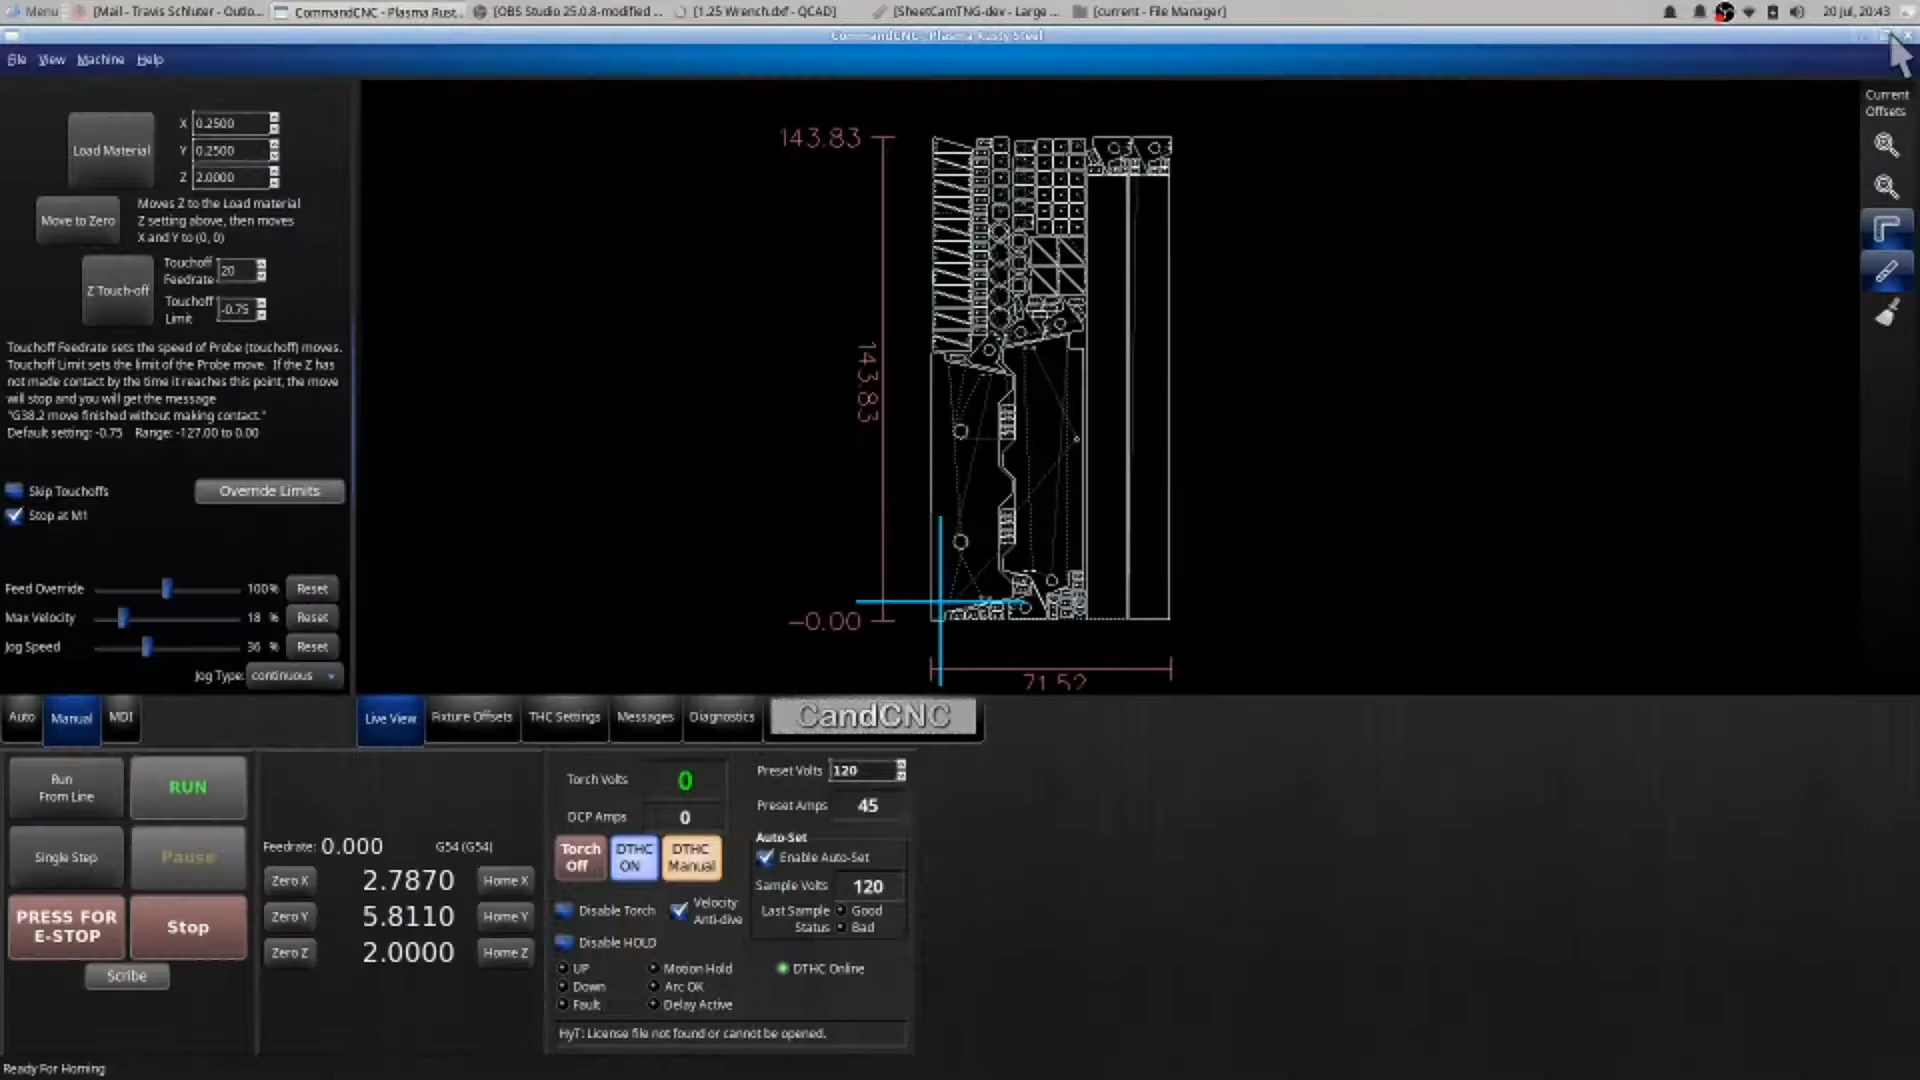 Menu
[Mail - Travis Schluter - Outlo...
CommandCNC - Plasma Rust...
[OBS Studio 25.0.8-modified ...
[1.25 Wrench.dxf - QCAD]
[SheetCamTNG-dev - Large ...
[current - File Manager]
20 Jul, 20:43
CommandCNC - Plasma Rusty Steel
File View Machine Help
Load Material
X 0.2500
Y 0.2500
Z 2.0000
Move to Zero
Moves Z to the Load material
Z setting above, then moves
X and Y to (0, 0)
Z Touch-off
Touchoff
Feedrate 20
Touchoff
Limit -0.75
Touchoff Feedrate sets the speed of Probe (touchoff) moves.
Touchoff Limit sets the limit of the Probe move. If the Z has
not made contact by the time it reaches this point, the move
will stop and you will get the message
"G38.2 move finished without making contact."
Default setting: -0.75 Range: -127.00 to 0.00
Skip Touchoffs
Override Limits
Stop at M1
Feed Override 100% Reset
Max Velocity 18 % Reset
Jog Speed 36 % Reset
Jog Type: continuous
143.83
143.83
-0.00
71.52
Current
Offsets
Auto Manual MDI
Live View Fixture Offsets THC Settings Messages Diagnostics CandCNC
Run
From Line
RUN
Single Step
Pause
PRESS FOR
E-STOP
Stop
Scribe
Feedrate: 0.000 G54 (G54)
Zero X 2.7870 Home X
Zero Y 5.8110 Home Y
Zero Z 2.0000 Home Z
Torch Volts 0
OCP Amps 0
Torch
Off
DTHC
ON
DTHC
Manual
Disable Torch
Velocity
Anti-dive
Disable HOLD
UP Motion Hold
Down Arc OK
Fault Delay Active
Preset Volts 120
Preset Amps 45
Auto-Set
Enable Auto-Set
Sample Volts 120
Last Sample Good
Status Bad
DTHC Online
HyT: License file not found or cannot be opened.
Ready For Homing